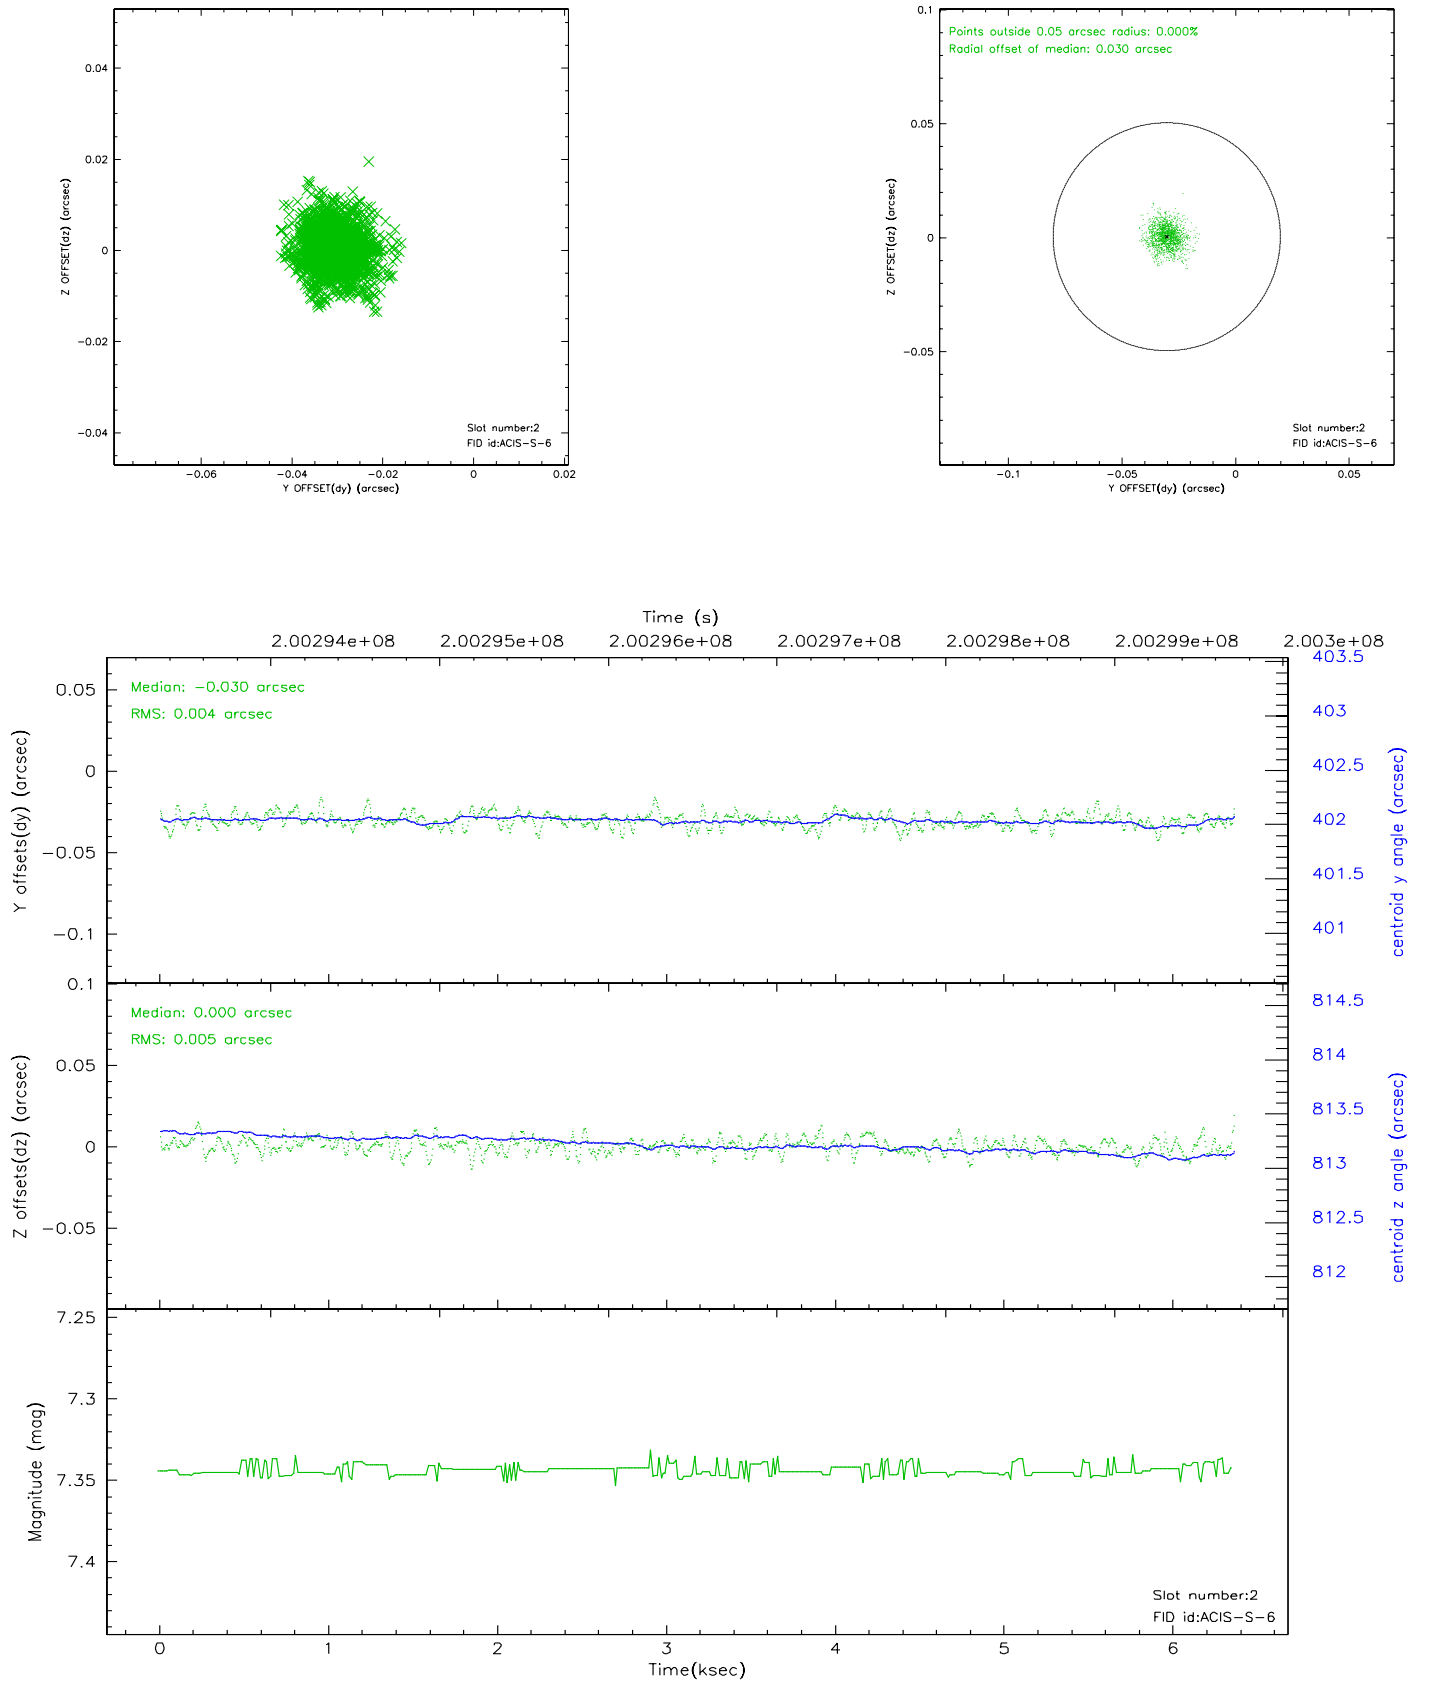 0.04
0.02
0
−0.02
−0.04
Z OFFSET(dz) (arcsec)
Slot number:2
FID id:ACIS−S−6
−0.06
−0.04
−0.02
0
0.02
Y OFFSET(dy) (arcsec)
0.1
0.05
0
−0.05
Z OFFSET(dz) (arcsec)
Points outside 0.05 arcsec radius: 0.000%
Radial offset of median: 0.030 arcsec
Slot number:2
FID id:ACIS−S−6
−0.1
−0.05
0
0.05
Y OFFSET(dy) (arcsec)
Time (s)
2.00294e+08
2.00295e+08
2.00296e+08
2.00297e+08
2.00298e+08
2.00299e+08
2.003e+08
0.05
0
−0.05
−0.1
Y offsets(dy) (arcsec)
Median: −0.030 arcsec
RMS: 0.004 arcsec
403.5
403
402.5
402
401.5
401
centroid y angle (arcsec)
0.1
0.05
0
−0.05
Z offsets(dz) (arcsec)
Median: 0.000 arcsec
RMS: 0.005 arcsec
814.5
814
813.5
813
812.5
812
centroid z angle (arcsec)
7.25
7.3
7.35
7.4
Magnitude (mag)
Slot number:2
FID id:ACIS−S−6
0
1
2
3
4
5
6
Time(ksec)